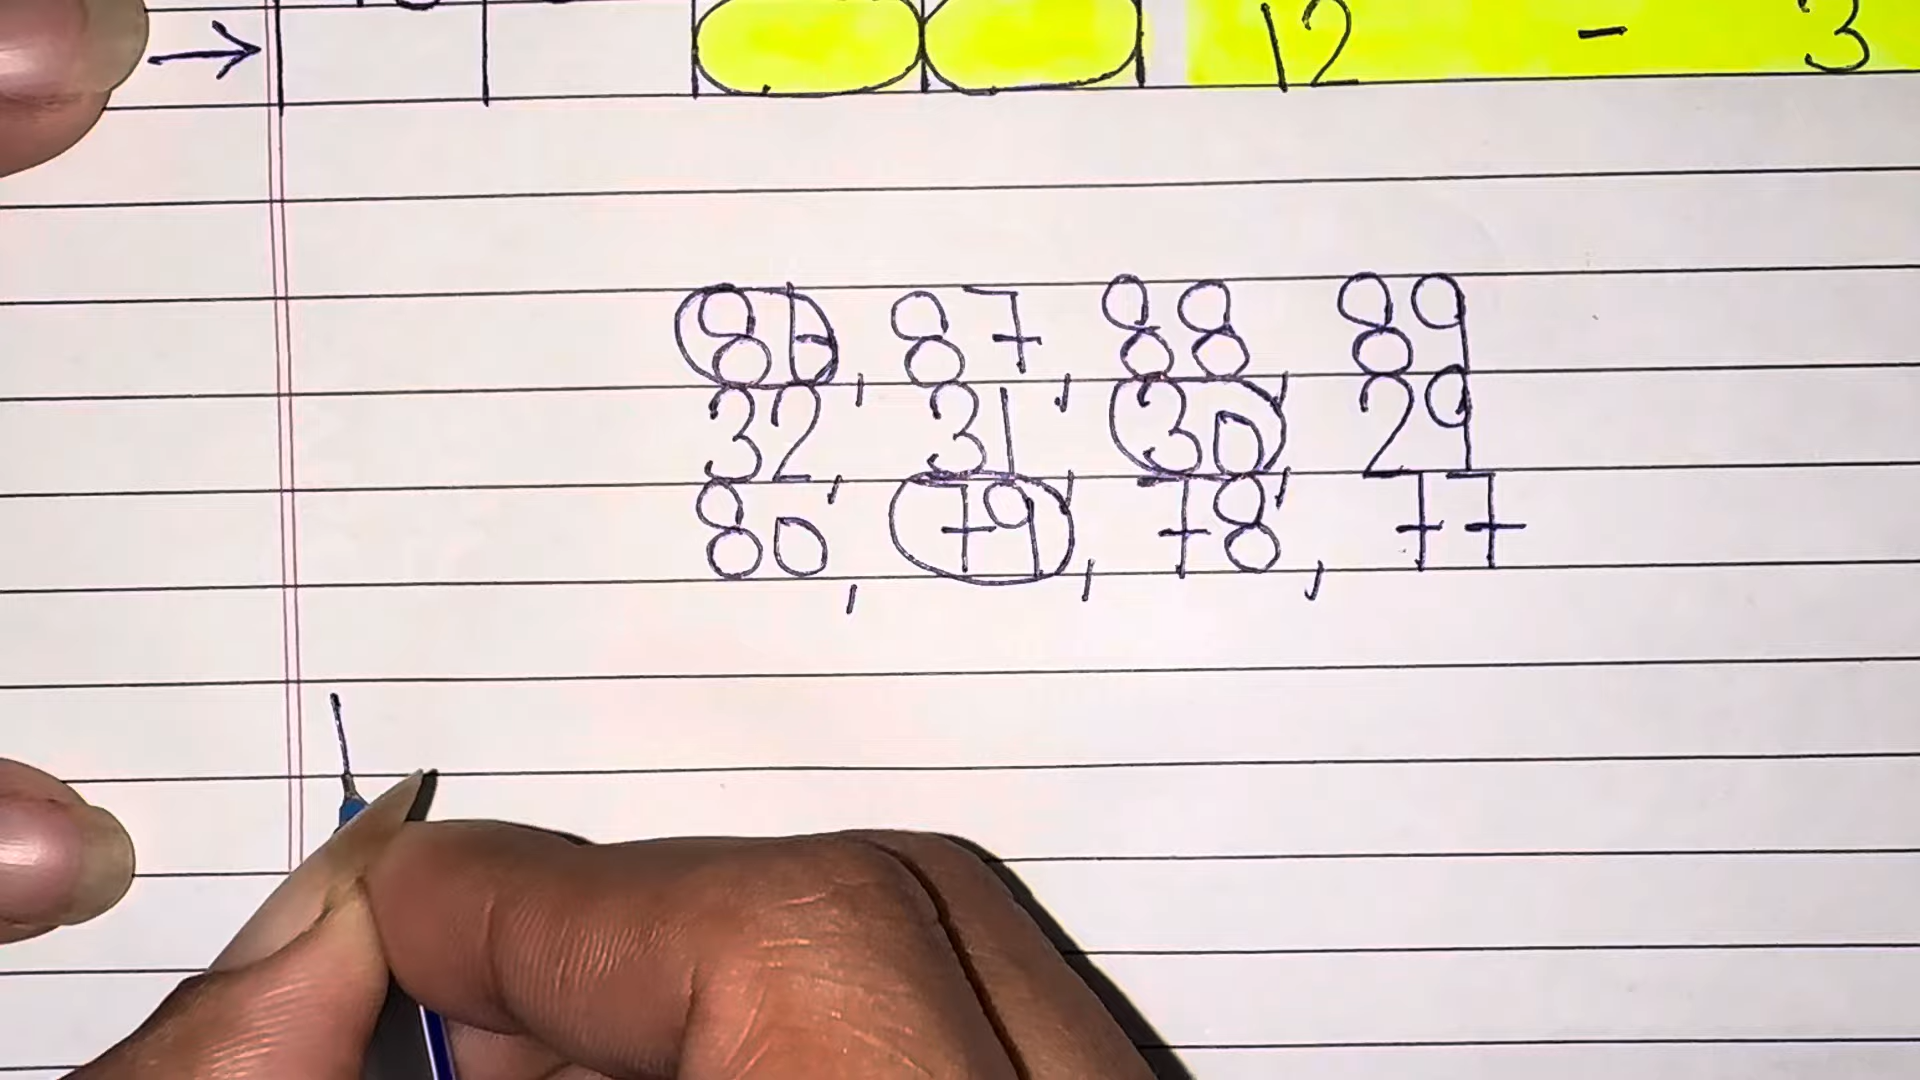 → 12 - 3
86, 87, 88, 89
32, 31, 30, 29
80, 79, 78, 77